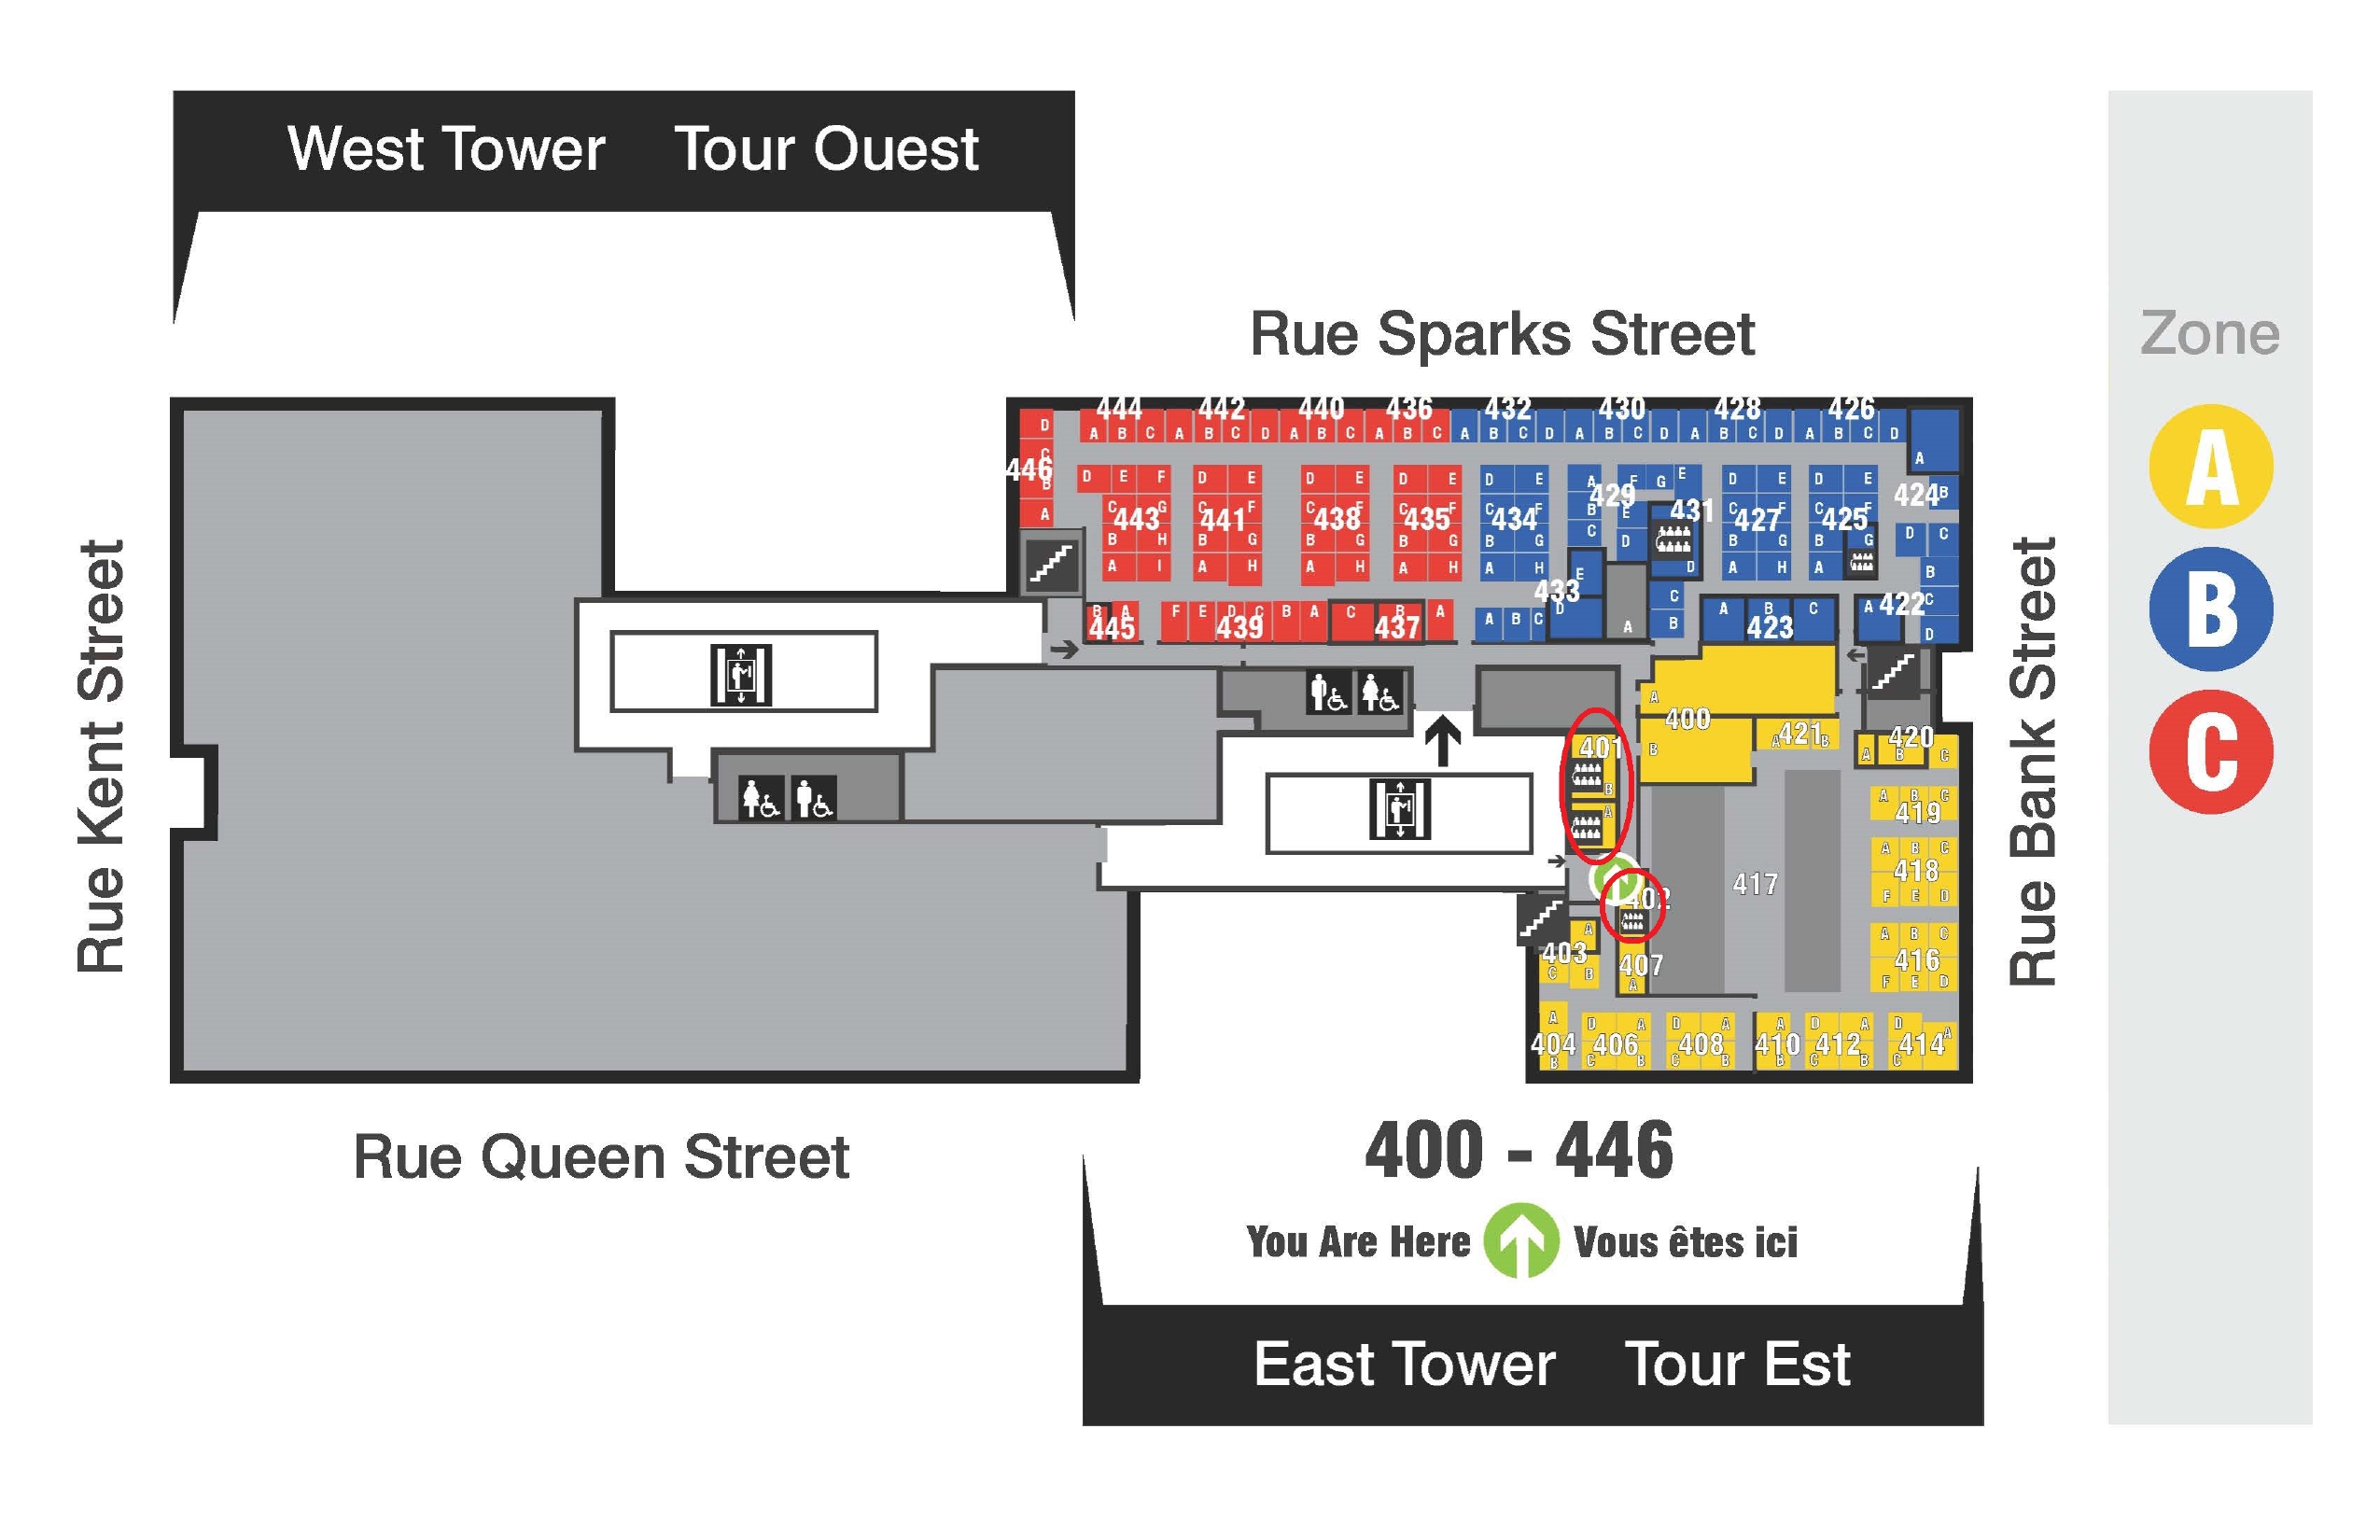 West Tower Tour Ouest
Rue Sparks Street
Zone
A
B
C
Rue Kent Street
Rue Bank Street
444 442 440 436 432 430 428 426
A B C A B C D A B C A B C A B C D A B C D A B C D A B C D
446
D
C
B
A
D E F D E D E D E D E A F G E D E D E A
443 441 438 435 434 429 431 427 425 424
C G C F C F C F C F B E C F C F B
B H B G B G B G B G C D B G B G D C
A I A H A H A H A H E D A H A B
433 C
B A F E D C B A C B A A B C D A B A B C A C
445 439 437 423 422
D
A
400
B
421
A B
420
A B C
401
B
A
A B C
419
A B C
418
F E D
417
402
A B C
416
F E D
A
403
C B
407
A
A D A D A A D A D A
404 406 408 410 412 414
B C B C B B C B C
Rue Queen Street
400 - 446
You Are Here Vous êtes ici
East Tower Tour Est